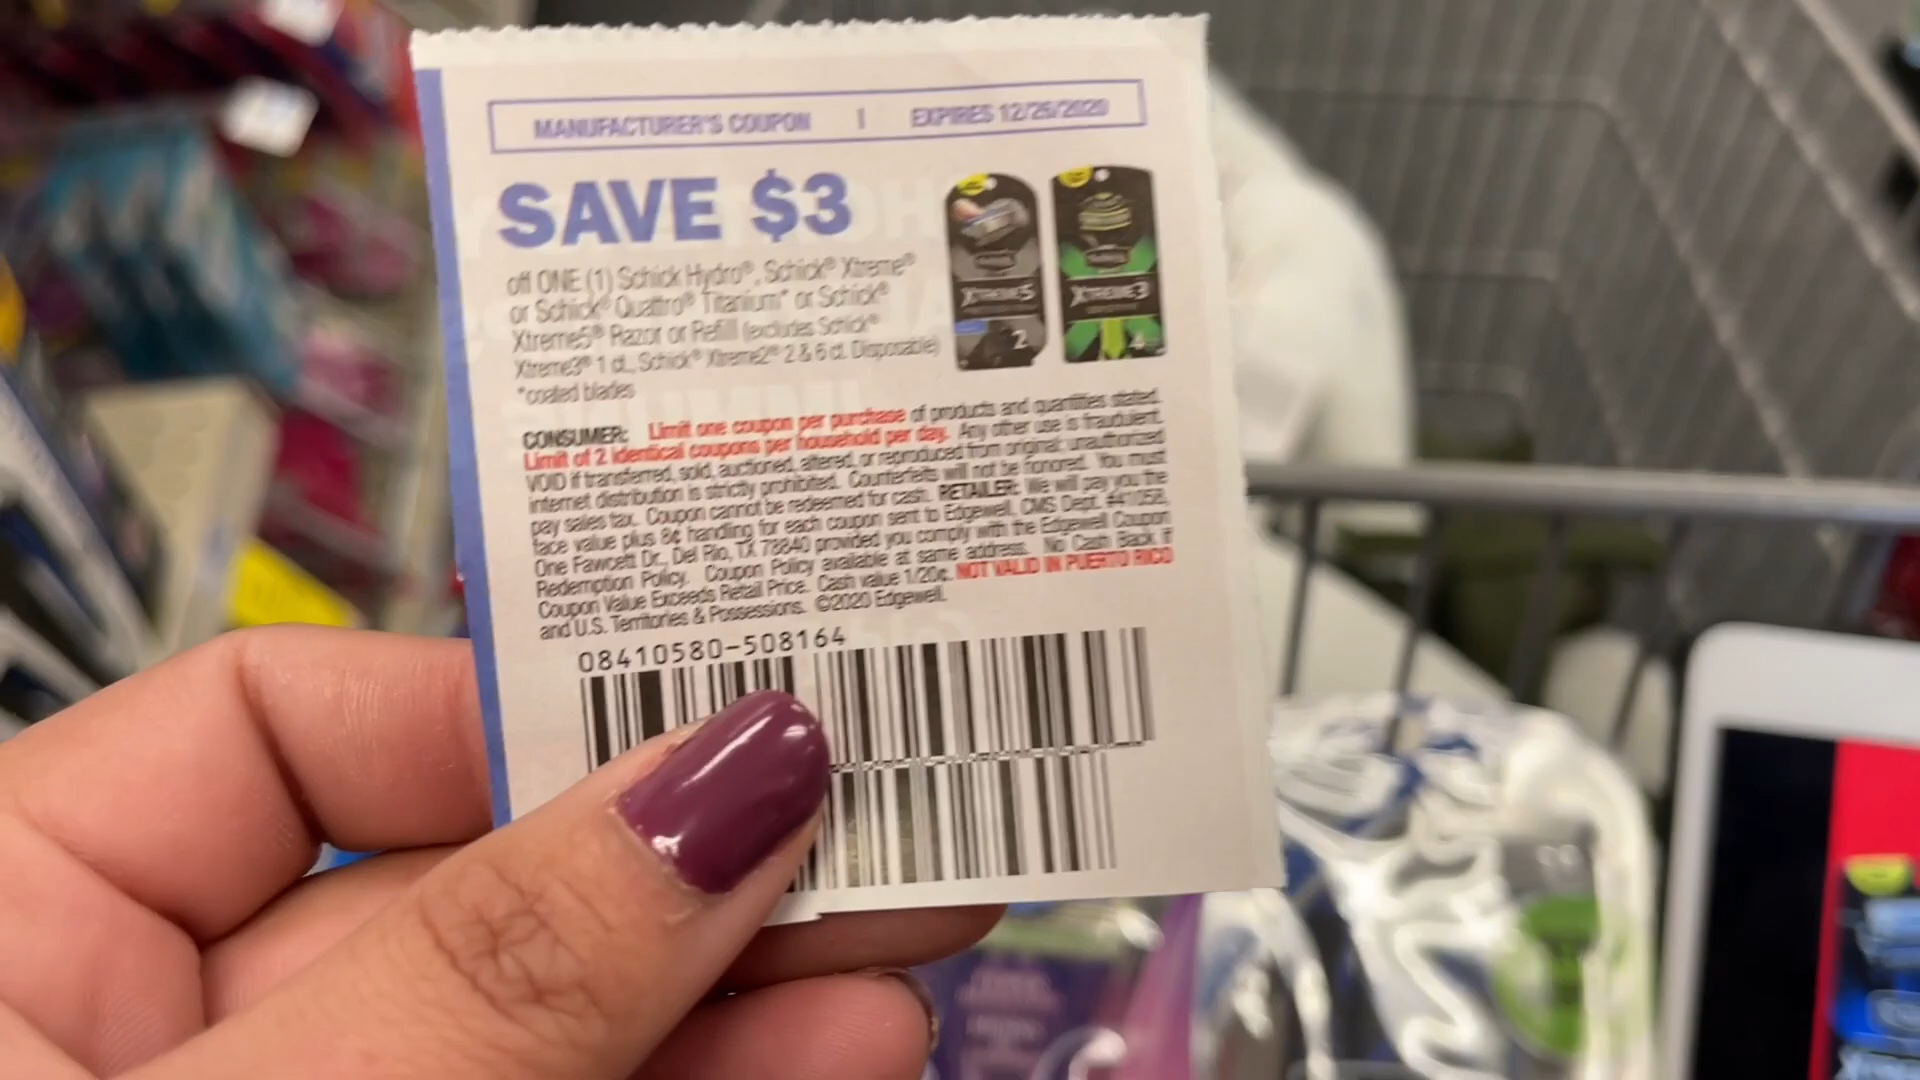 MANUFACTURER'S COUPON | EXPIRES 12/26/2020
SAVE $3
off ONE (1) Schick Hydro®, Schick® Xtreme®
or Schick® Quattro® Titanium* or Schick®
Xtreme5® Razor or Refill (excludes Schick®
Xtreme3® 1 ct., Schick® Xtreme2® 2 & 6 ct. Disposable)
*coated blades
XTREME5
2
XTREME3
4
CONSUMER: Limit one coupon per purchase of products and quantities stated.
Limit of 2 identical coupons per household per day. Any other use is fraudulent.
VOID if transferred, sold, auctioned, altered, or reproduced from original; unauthorized
internet distribution is strictly prohibited. Counterfeits will not be honored. You must
pay sales tax. Coupon cannot be redeemed for cash. RETAILER: We will pay you the
face value plus 8¢ handling for each coupon sent to Edgewell, CMS Dept. #41058,
One Fawcett Dr., Del Rio, TX 78840 provided you comply with the Edgewell Coupon
Redemption Policy. Coupon Policy available at same address. No Cash Back if
Coupon Value Exceeds Retail Price. Cash value 1/20¢. NOT VALID IN PUERTO RICO
and U.S. Territories & Possessions. ©2020 Edgewell.
08410580-508164